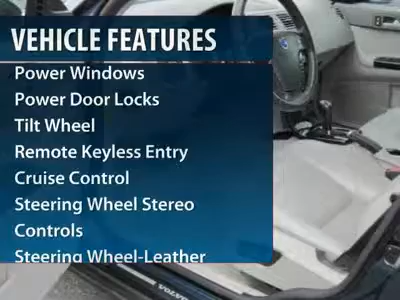 VEHICLE FEATURES
Power Windows
Power Door Locks
Tilt Wheel
Remote Keyless Entry
Cruise Control
Steering Wheel Stereo
Controls
Steering Wheel-Leather
VOLVO